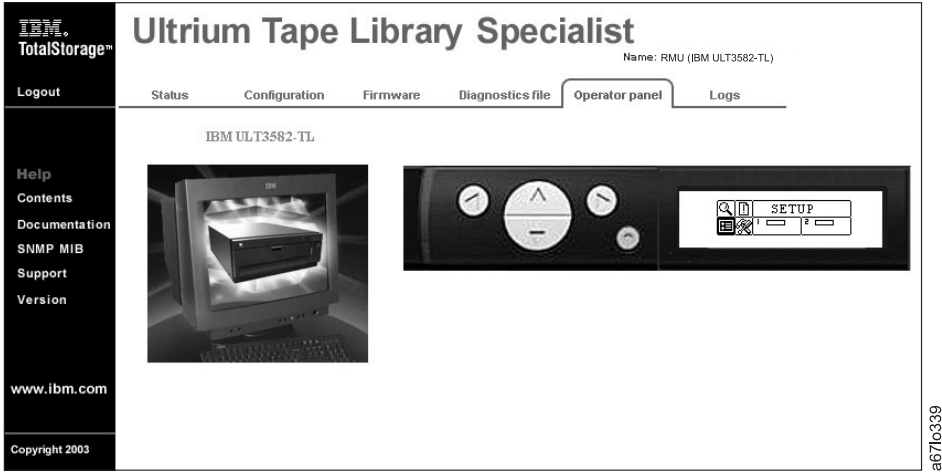 IBM.
TotalStorage™
Ultrium Tape Library Specialist
Name: RMU (IBM ULT3582-TL)
Logout
Status
Configuration
Firmware
Diagnostics file
Operator panel
Logs
IBM ULT3582-TL
Help
Contents
Documentation
SNMP MIB
Support
Version
IBM
SETUP
1
2
www.ibm.com
Copyright 2003
a67lo339